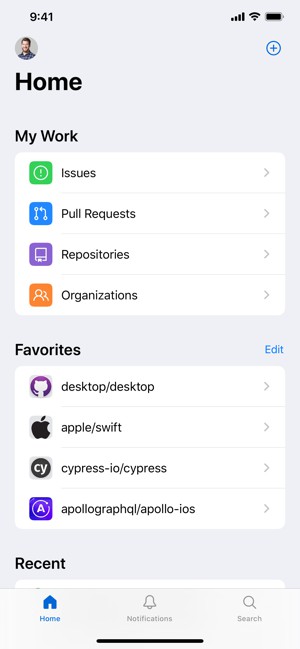 9:41
Home
My Work
Issues
Pull Requests
Repositories
Organizations
Favorites Edit
desktop/desktop
apple/swift
cy cypress-io/cypress
A apollographql/apollo-ios
Recent
Home Notifications Search